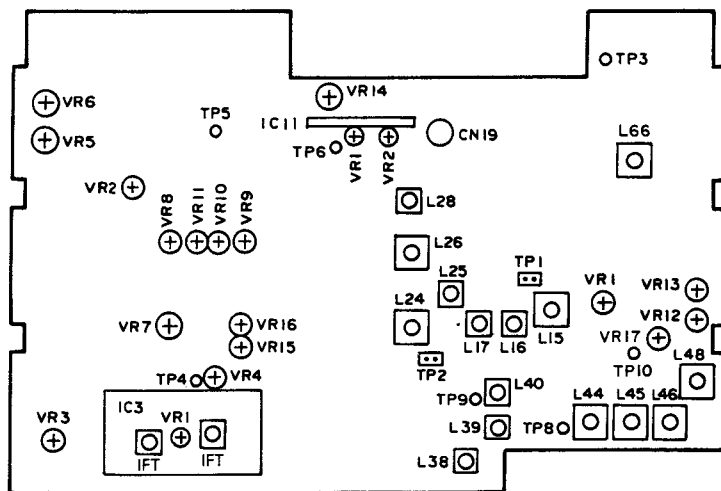 TP3
VR6
VR14
TP5
IC11
VR5
CN19
TP6
VR1
VR2
L66
VR2
VR8
VR11
VR10
VR9
L28
L26
TP1
L25
VR1
VR13
L24
L15
VR12
VR7
VR16
L17
L16
VR17
VR15
TP2
TP10
L48
TP4
VR4
L40
IC3
TP9
L44
L45
L46
VR3
VR1
L39
TP8
IFT
IFT
L38